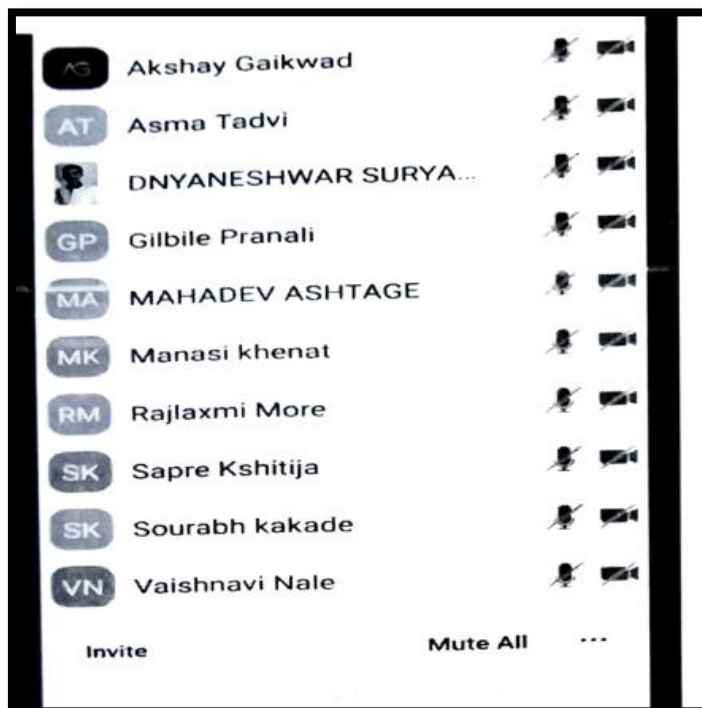 AG Akshay Gaikwad
AT Asma Tadvi
DNYANESHWAR SURYA...
GP Gilbile Pranali
MA MAHADEV ASHTAGE
MK Manasi khenat
RM Rajlaxmi More
SK Sapre Kshitija
SK Sourabh kakade
VN Vaishnavi Nale
Invite Mute All ...